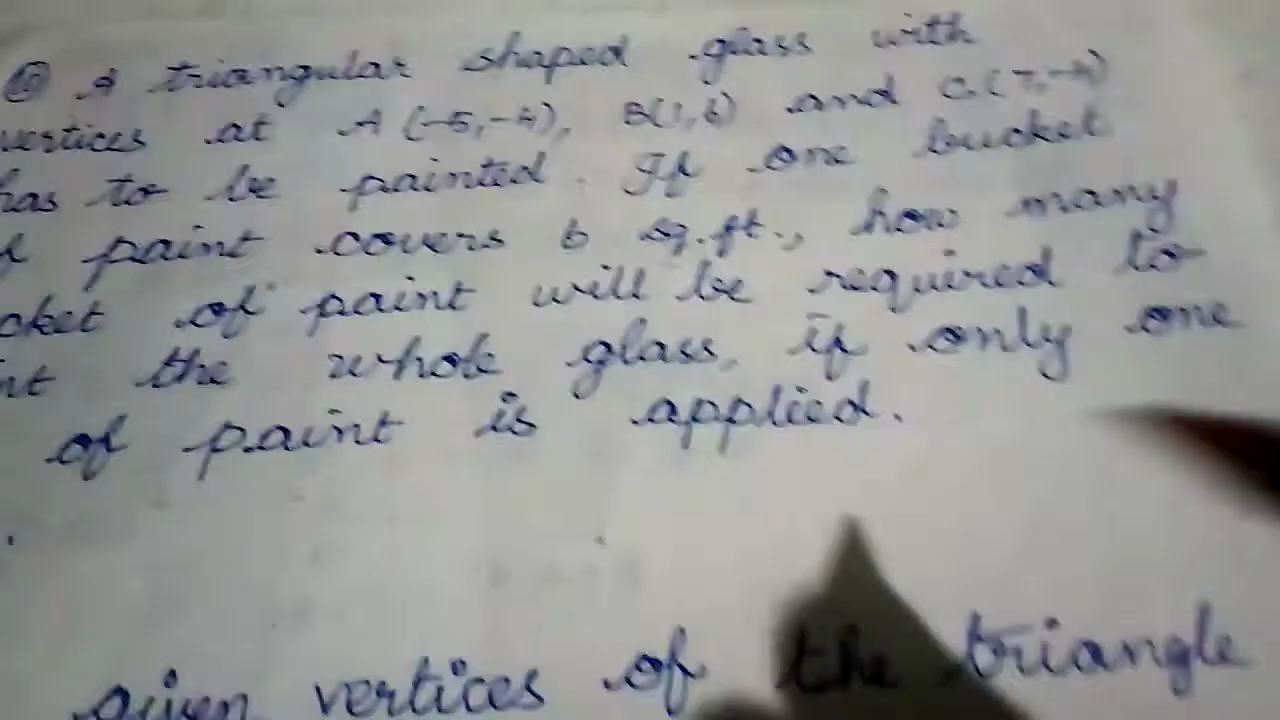 ⑩ A triangular shaped glass with
vertices at A(-5,-4), B(1,6) and C(7,-4)
has to be painted. If one bucket
paint covers 6 sq.ft., how many
of paint will be required to
the whole glass, if only one
of paint is applied.
given vertices of the triangle